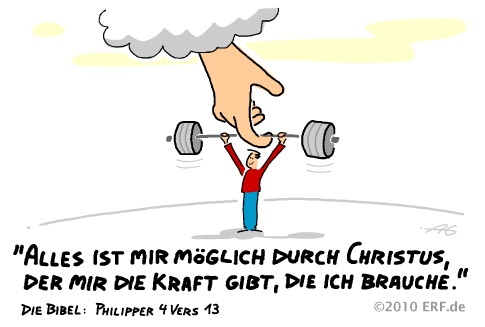 "ALLES IST MIR MÖGLICH DURCH CHRISTUS,
DER MIR DIE KRAFT GIBT, DIE ICH BRAUCHE."
DIE BIBEL: PHILIPPER 4 VERS 13
©2010 ERF.de